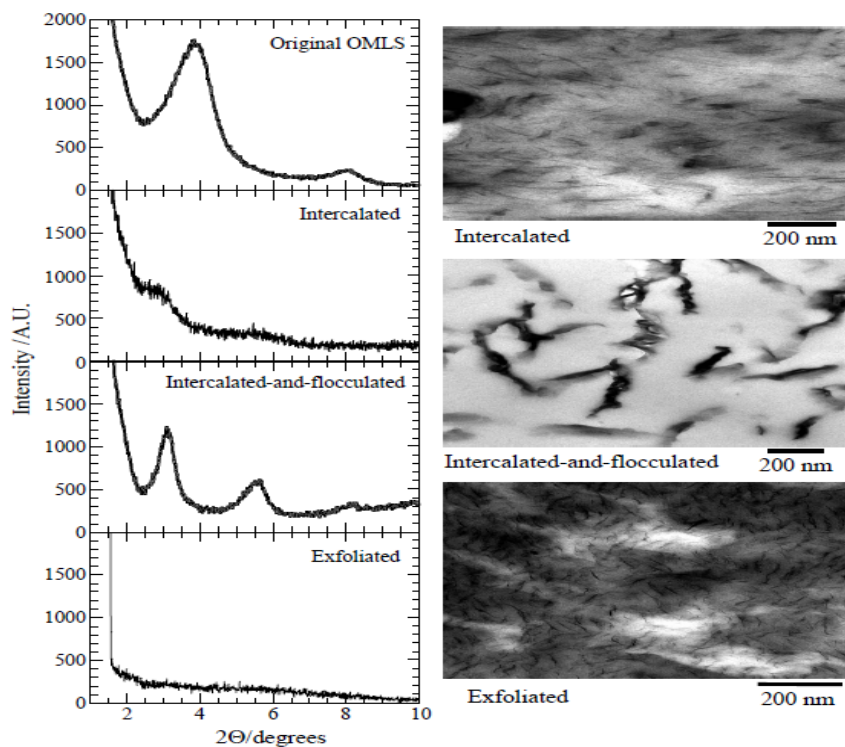 2000
1500
1000
500
0
Original OMLS
1500
1000
500
0
Intercalated
1500
1000
500
0
Intercalated-and-flocculated
1500
1000
500
0
Exfoliated
2 4 6 8 10
2Θ/degrees
Intensity /A.U.
Intercalated
200 nm
Intercalated-and-flocculated
200 nm
Exfoliated
200 nm